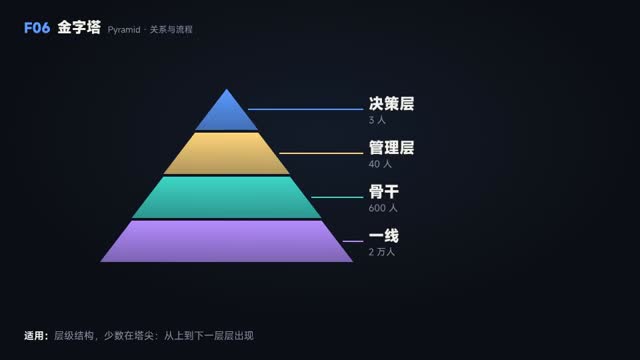 F06 金字塔 Pyramid · 关系与流程
决策层
3 人
管理层
40 人
骨干
600 人
一线
2 万人
适用：层级结构，少数在塔尖：从上到下一层层出现